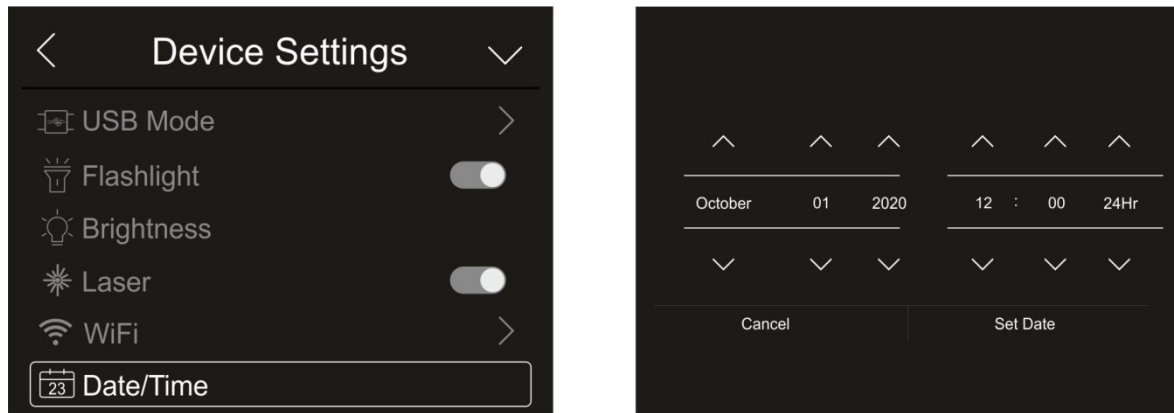 Device Settings
USB Mode
Flashlight
Brightness
Laser
WiFi
23 Date/Time
October 01 2020 12 : 00 24Hr
Cancel Set Date